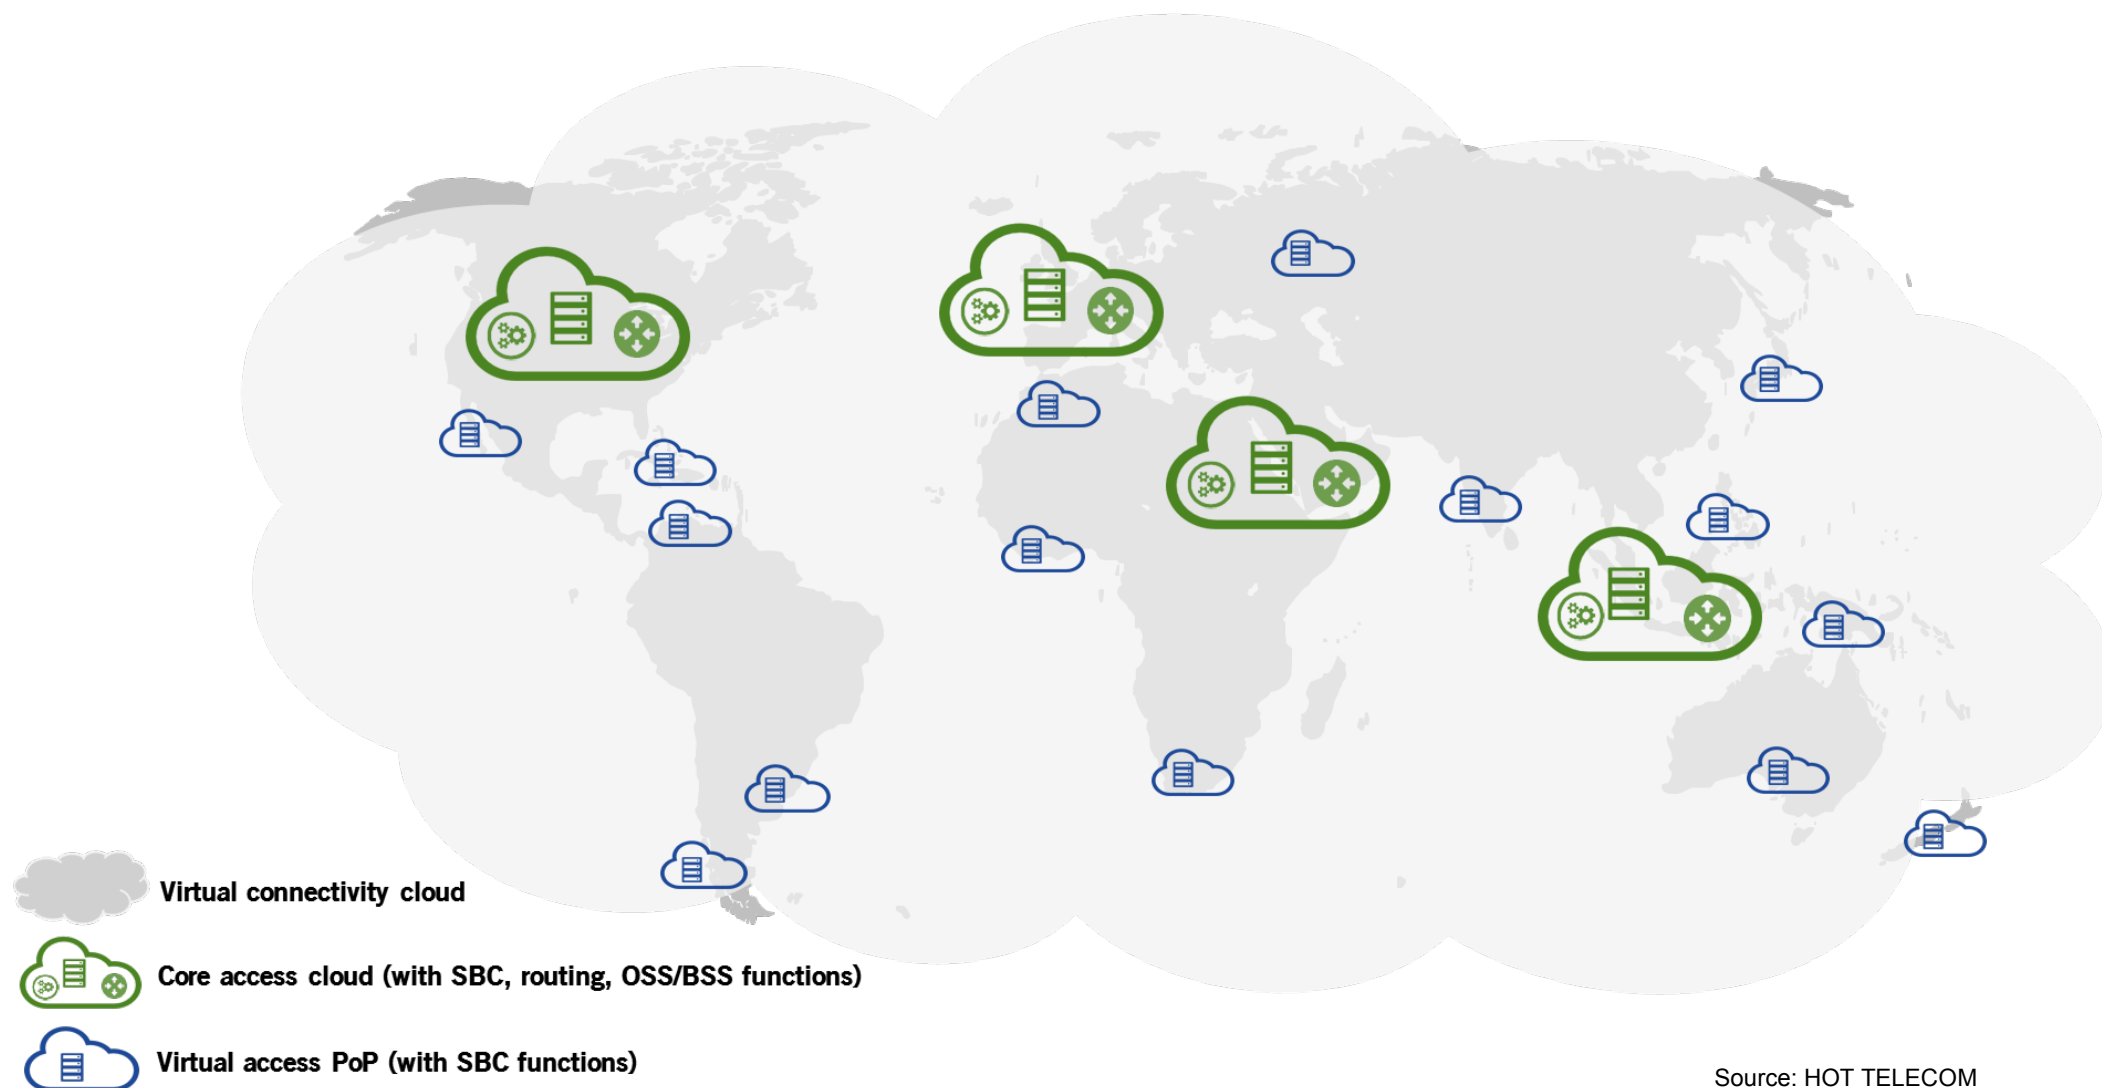 Virtual connectivity cloud
Core access cloud (with SBC, routing, OSS/BSS functions)
Virtual access PoP (with SBC functions)
Source: HOT TELECOM